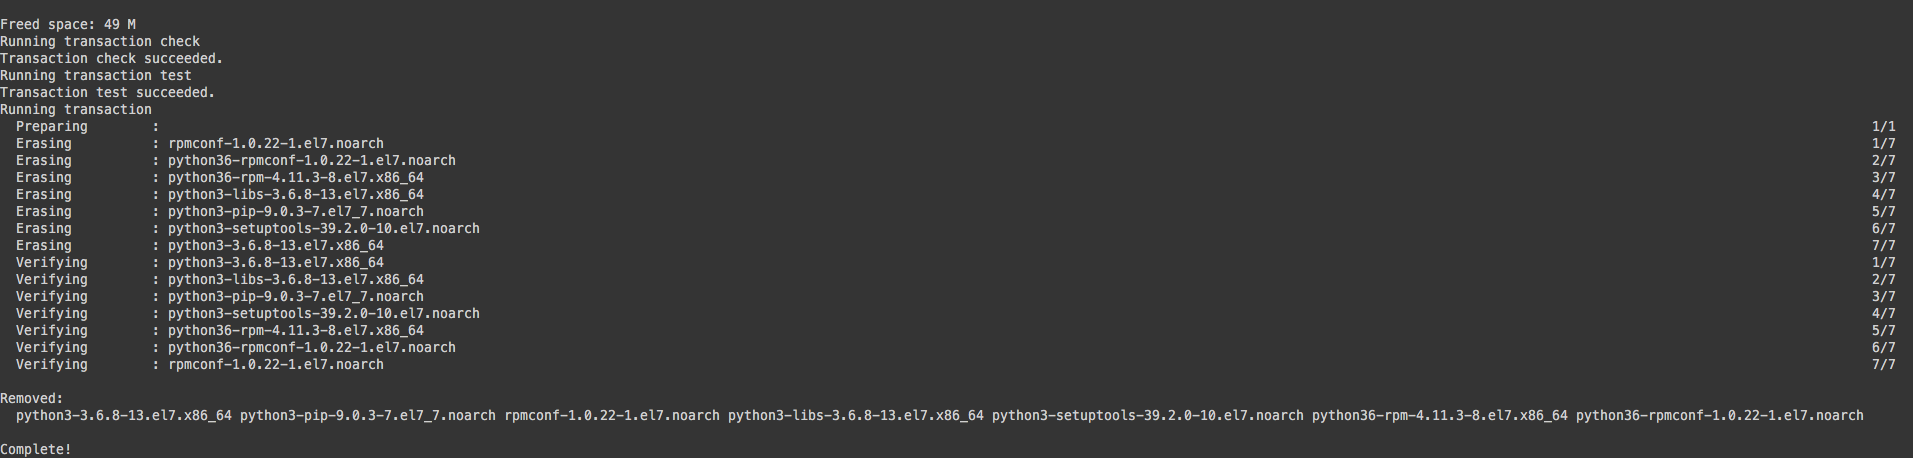 Freed space: 49 M
Running transaction check
Transaction check succeeded.
Running transaction test
Transaction test succeeded.
Running transaction
  Preparing        :                                                        1/1
  Erasing          : rpmconf-1.0.22-1.el7.noarch                            1/7
  Erasing          : python36-rpmconf-1.0.22-1.el7.noarch                   2/7
  Erasing          : python36-rpm-4.11.3-8.el7.x86_64                       3/7
  Erasing          : python3-libs-3.6.8-13.el7.x86_64                       4/7
  Erasing          : python3-pip-9.0.3-7.el7_7.noarch                       5/7
  Erasing          : python3-setuptools-39.2.0-10.el7.noarch                6/7
  Erasing          : python3-3.6.8-13.el7.x86_64                            7/7
  Verifying        : python3-3.6.8-13.el7.x86_64                            1/7
  Verifying        : python3-libs-3.6.8-13.el7.x86_64                       2/7
  Verifying        : python3-pip-9.0.3-7.el7_7.noarch                       3/7
  Verifying        : python3-setuptools-39.2.0-10.el7.noarch                4/7
  Verifying        : python36-rpm-4.11.3-8.el7.x86_64                       5/7
  Verifying        : python36-rpmconf-1.0.22-1.el7.noarch                   6/7
  Verifying        : rpmconf-1.0.22-1.el7.noarch                            7/7
Removed:
  python3-3.6.8-13.el7.x86_64 python3-pip-9.0.3-7.el7_7.noarch rpmconf-1.0.22-1.el7.noarch python3-libs-3.6.8-13.el7.x86_64 python3-setuptools-39.2.0-10.el7.noarch python36-rpm-4.11.3-8.el7.x86_64 python36-rpmconf-1.0.22-1.el7.noarch
Complete!